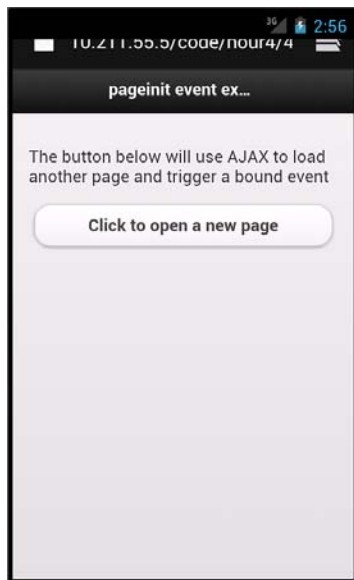 3G 2:56
10.211.55.5/code/hour4/4
pageinit event ex...
The button below will use AJAX to load
another page and trigger a bound event
Click to open a new page